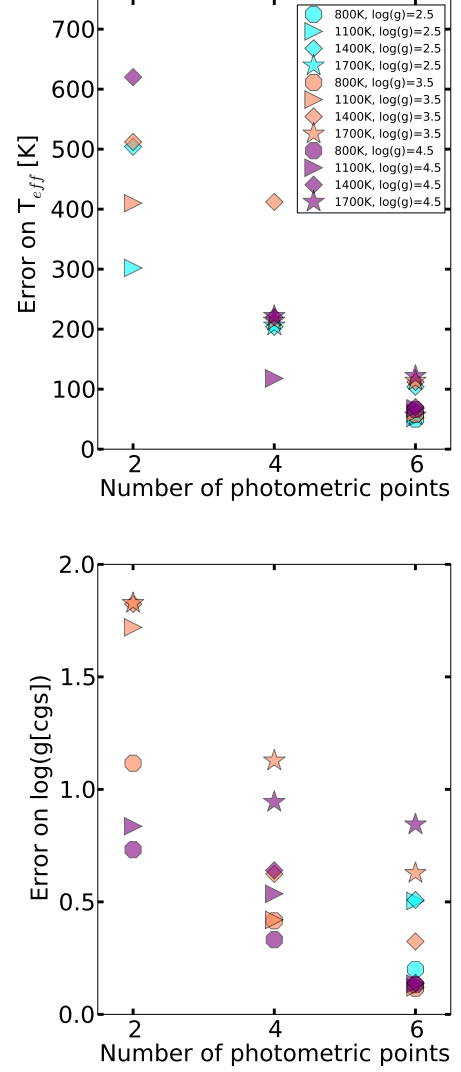 700
600
500
400
300
200
100
0
Error on T_eff [K]
800K, log(g)=2.5
1100K, log(g)=2.5
1400K, log(g)=2.5
1700K, log(g)=2.5
800K, log(g)=3.5
1100K, log(g)=3.5
1400K, log(g)=3.5
1700K, log(g)=3.5
800K, log(g)=4.5
1100K, log(g)=4.5
1400K, log(g)=4.5
1700K, log(g)=4.5
2 4 6
Number of photometric points
2.0
1.5
1.0
0.5
0.0
Error on log(g[cgs])
2 4 6
Number of photometric points